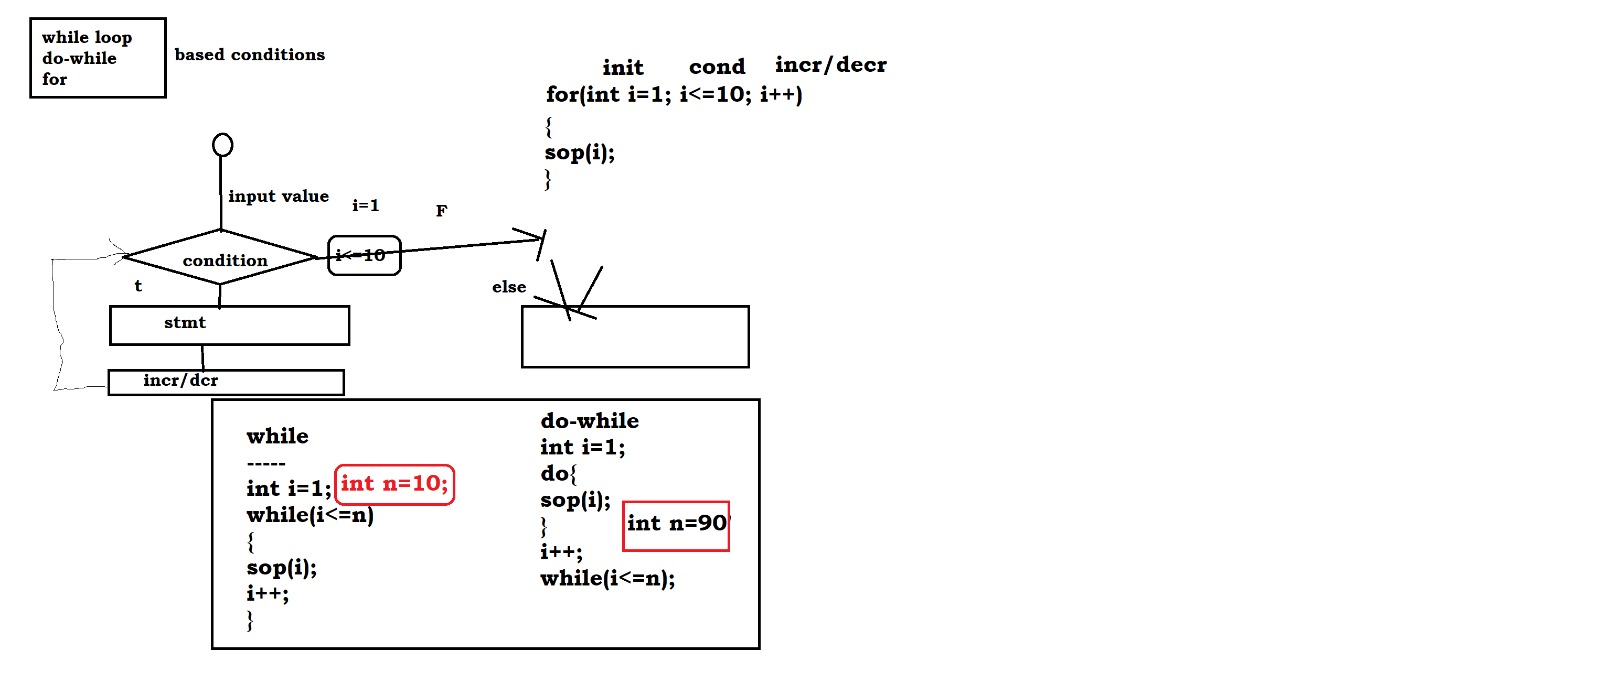 while loop
do-while
for
based conditions
init cond incr/decr
for(int i=1; i<=10; i++)
{
sop(i);
}
input value
i=1
F
condition
i<=10
t
else
stmt
incr/dcr
while
-----
int i=1; int n=10;
while(i<=n)
{
sop(i);
i++;
}
do-while
int i=1;
do{
sop(i);
}
int n=90
i++;
while(i<=n);